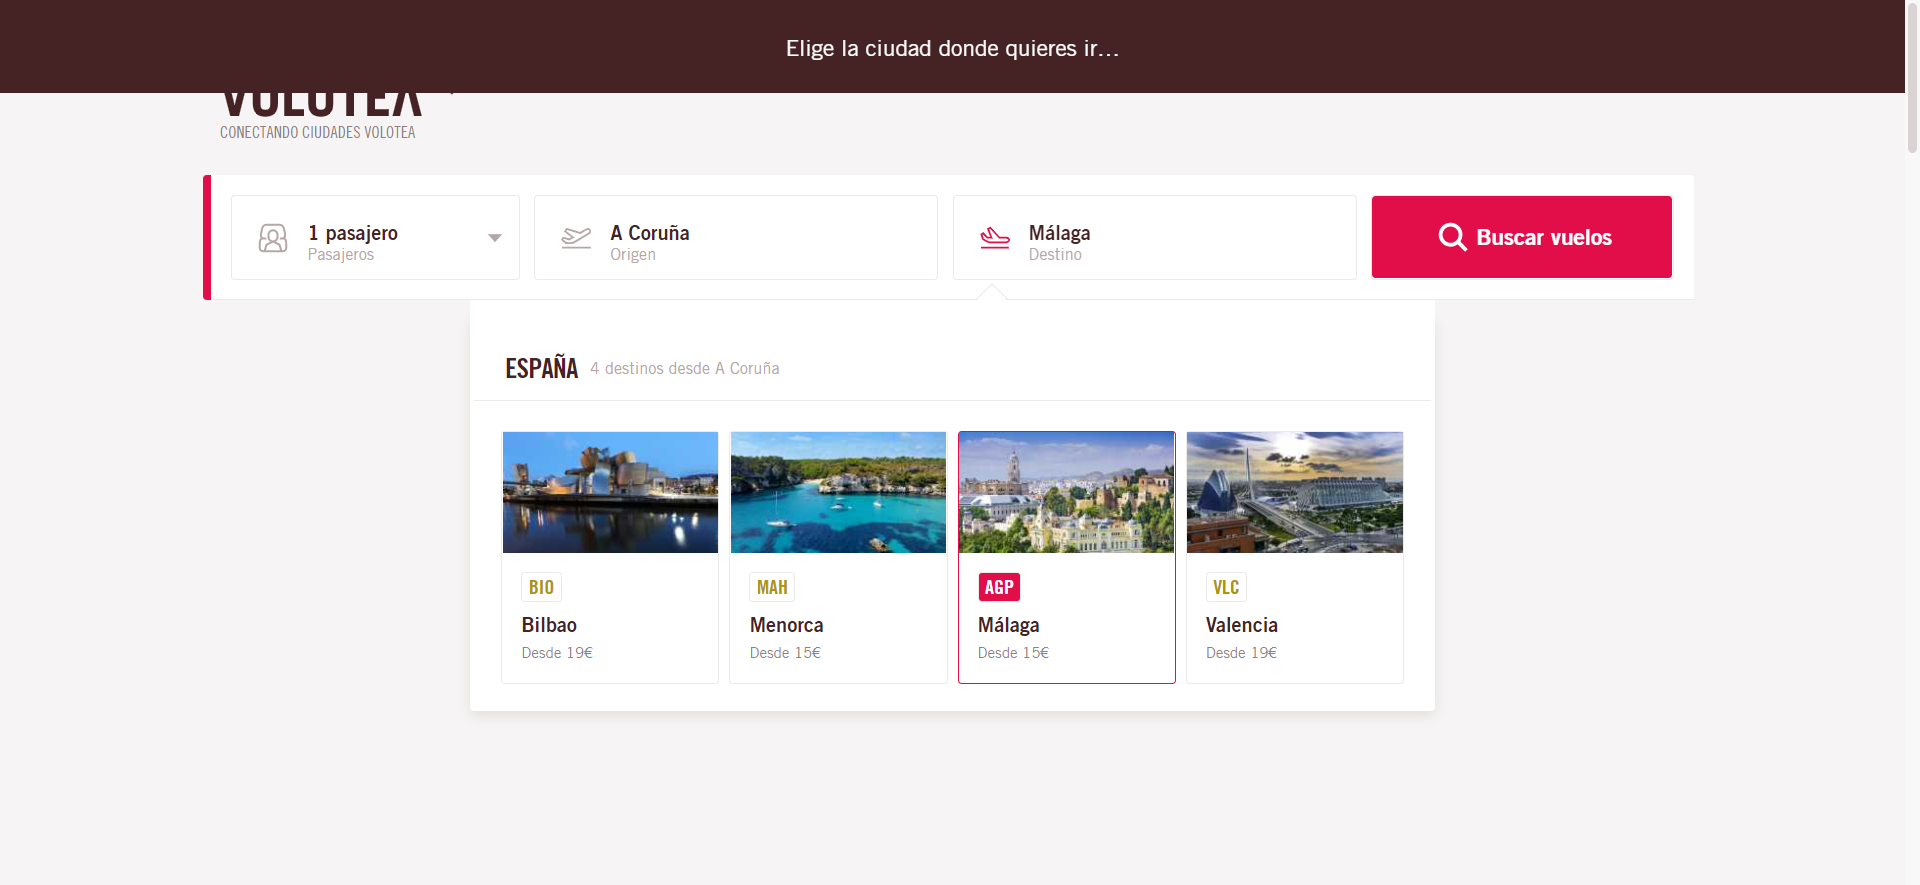 Elige la ciudad donde quieres ir...
VOLOTEA
CONECTANDO CIUDADES VOLOTEA
1 pasajero
Pasajeros
A Coruña
Origen
Málaga
Destino
Buscar vuelos
ESPAÑA 4 destinos desde A Coruña
BIO
Bilbao
Desde 19€
MAH
Menorca
Desde 15€
AGP
Málaga
Desde 15€
VLC
Valencia
Desde 19€